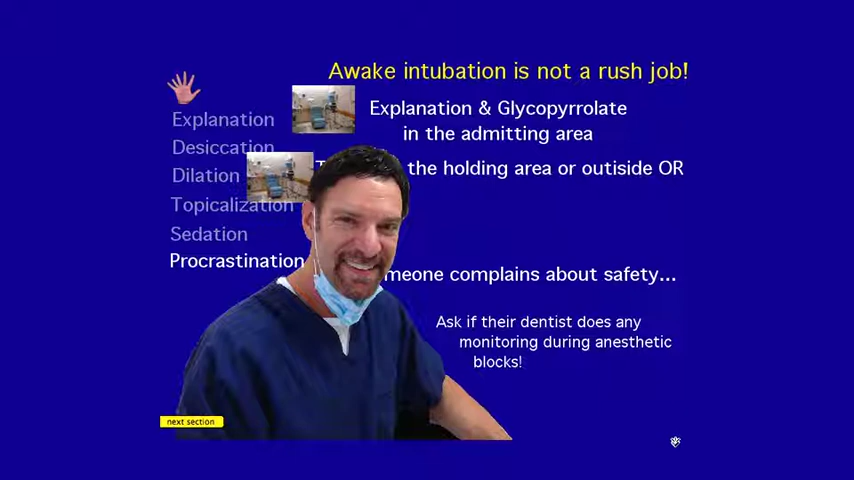 Awake intubation is not a rush job!
Explanation
Desiccation
Dilation
Topicalization
Sedation
Procrastination
Explanation & Glycopyrrolate
in the admitting area
the holding area or outiside OR
complains about safety...
Ask if their dentist does any
monitoring during anesthetic
blocks!
next section